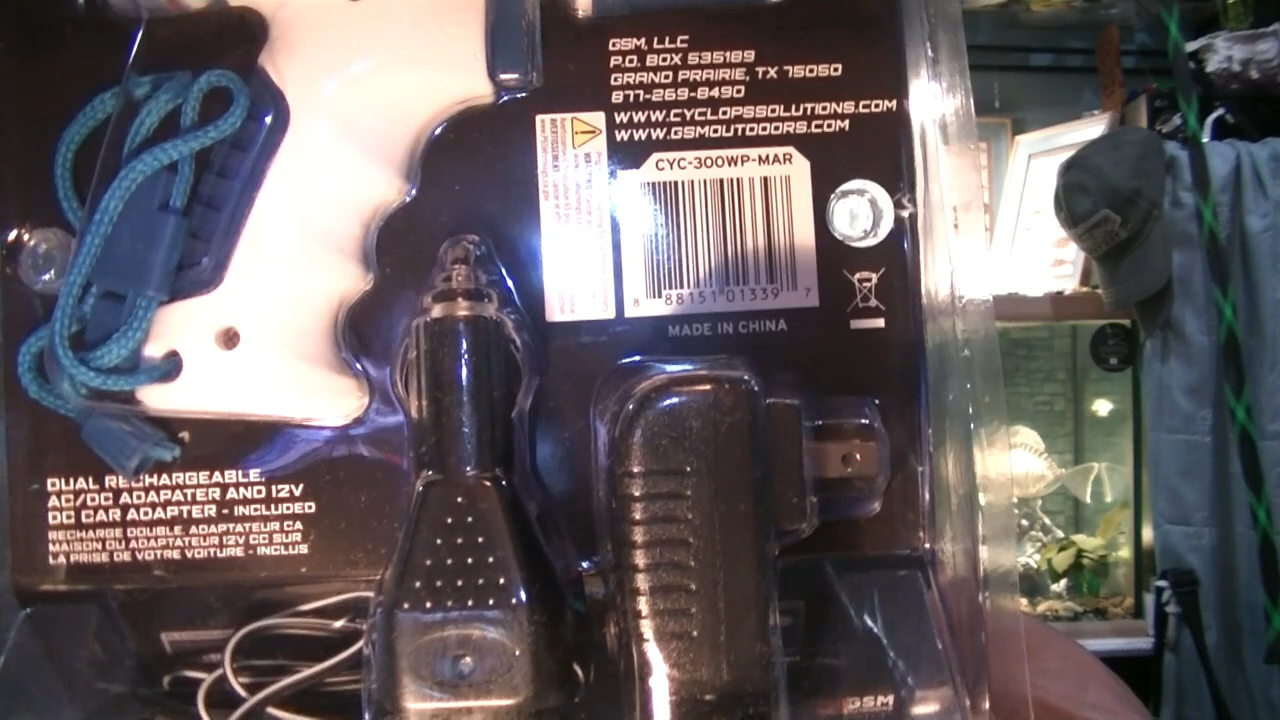 GSM, LLC
P.O. BOX 535189
GRAND PRAIRIE, TX 75050
877-269-8490
WWW.CYCLOPSSOLUTIONS.COM
WWW.GSMOUTDOORS.COM
CYC-300WP-MAR
8 88151 01339 7
MADE IN CHINA
DUAL RECHARGEABLE,
AC/DC ADAPATER AND 12V
DC CAR ADAPTER - INCLUDED
RECHARGE DOUBLE, ADAPTATEUR CA
MAISON OU ADAPTATEUR 12V CC SUR
LA PRISE DE VOTRE VOITURE - INCLUS
GSM